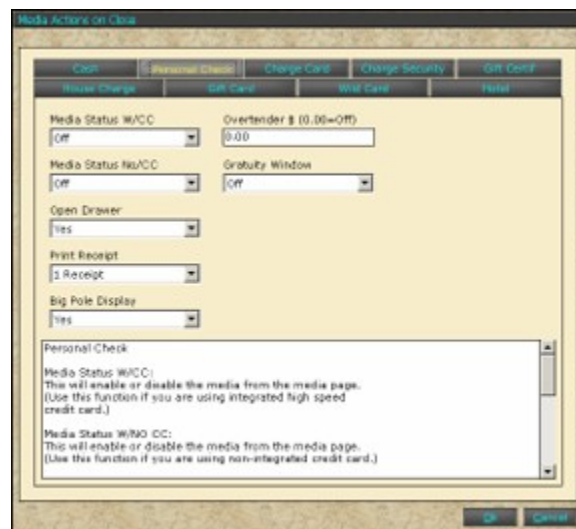 Media Actions on Close
Cash Personal Check Charge Card Charge Security Gift Certif
House Charge Gift Card Wild Card Hotel
Media Status W/CC Overtender $ (0.00=Off)
Off 0.00
Media Status No/CC Gratuity Window
Off Off
Open Drawer
Yes
Print Receipt
1 Receipt
Big Pole Display
Yes
Personal Check
Media Status W/CC:
This will enable or disable the media from the media page.
(Use this function if you are using integrated high speed
credit card.)
Media Status W/NO CC:
This will enable or disable the media from the media page.
(Use this function if you are using non-integrated credit card.)
Ok Cancel